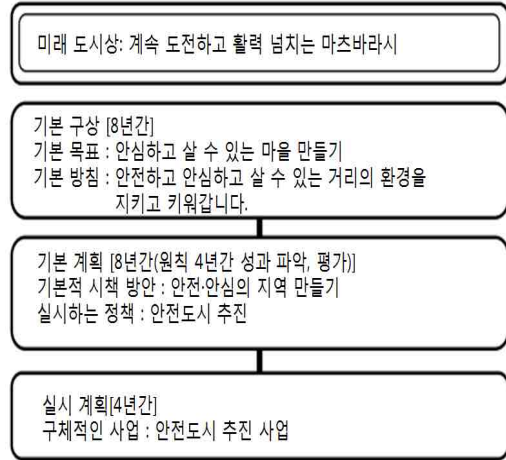 미래 도시상: 계속 도전하고 활력 넘치는 마츠바라시
기본 구상 [8년간]
기본 목표 : 안심하고 살 수 있는 마을 만들기
기본 방침 : 안전하고 안심하고 살 수 있는 거리의 환경을
지키고 키워갑니다.
기본 계획 [8년간(원칙 4년간 성과 파악, 평가)]
기본적 시책 방안 : 안전·안심의 지역 만들기
실시하는 정책 : 안전도시 추진
실시 계획[4년간]
구체적인 사업 : 안전도시 추진 사업